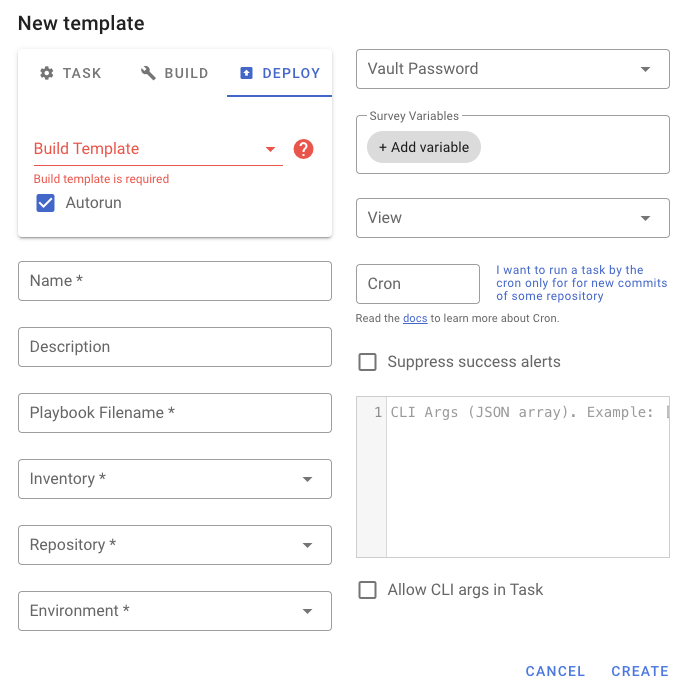 New template
TASK
BUILD
DEPLOY
Build Template
?
Build template is required
Autorun
Name *
Description
Playbook Filename *
Inventory *
Repository *
Environment *
Vault Password
Survey Variables
+ Add variable
View
Cron
I want to run a task by the
cron only for for new commits
of some repository
Read the docs to learn more about Cron.
Suppress success alerts
1
CLI Args (JSON array). Example: [
Allow CLI args in Task
CANCEL
CREATE